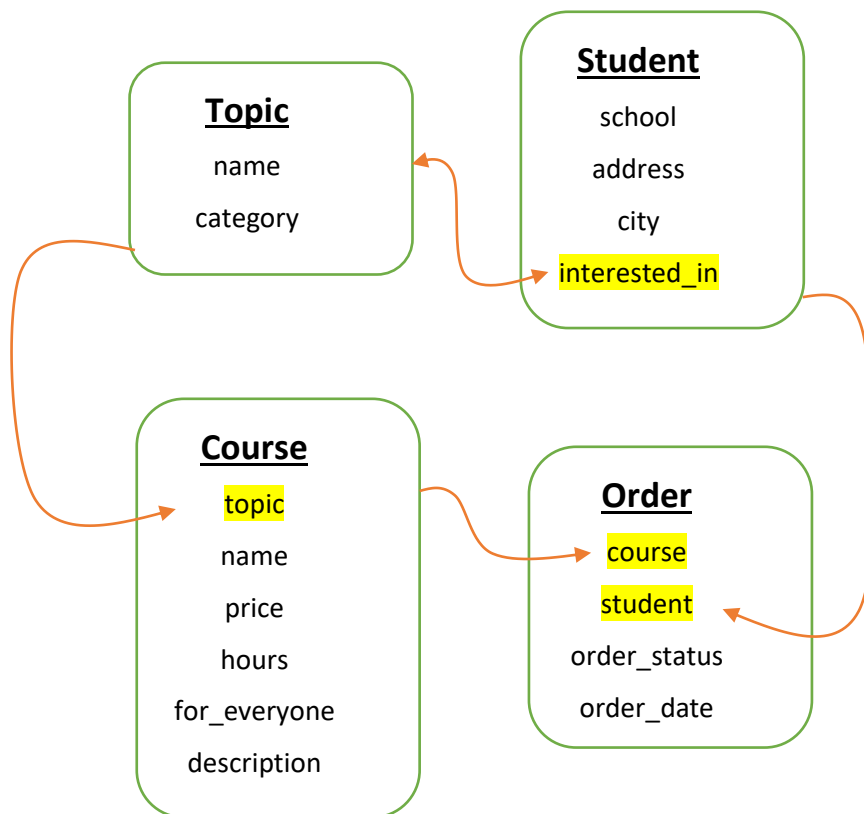 Topic
name
category
Student
school
address
city
interested_in
Course
topic
name
price
hours
for_everyone
description
Order
course
student
order_status
order_date